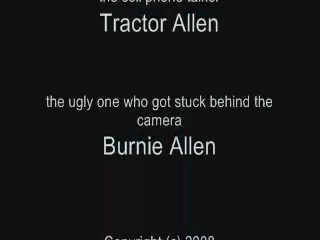 the cell phone talker
Tractor Allen
the ugly one who got stuck behind the
camera
Burnie Allen
Copyright (c)